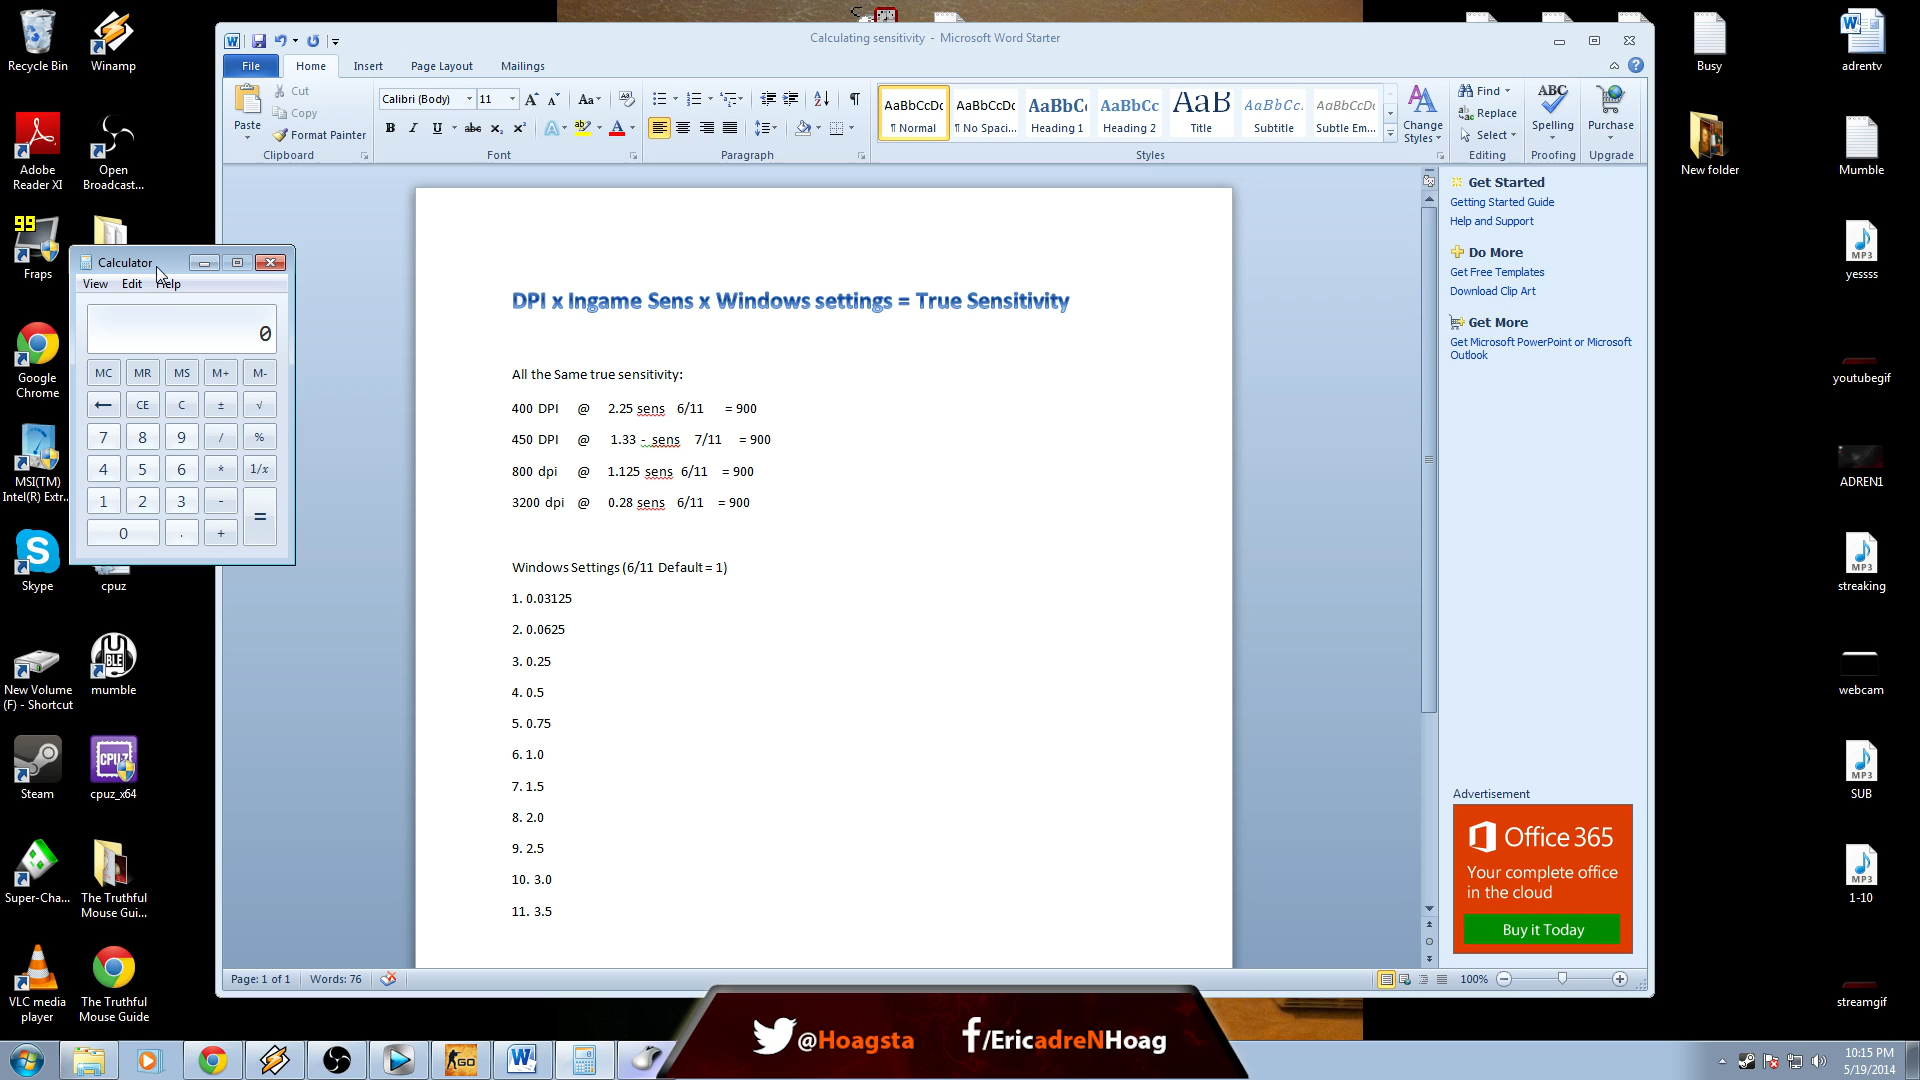 Recycle Bin
Winamp
Adobe Reader XI
Open Broadcast...
99
Fraps
Google Chrome
MSI(TM) Intel(R) Extr...
Skype
cpuz
New Volume (F) - Shortcut
mumble
Steam
CPUZ
cpuz_x64
Super-Cha...
The Truthful Mouse Gui...
VLC media player
The Truthful Mouse Guide
Calculator
View Edit Help
0
MC MR MS M+ M-
← CE C ± √
7 8 9 / %
4 5 6 * 1/x
1 2 3 - =
0 . +
Calculating sensitivity - Microsoft Word Starter
File Home Insert Page Layout Mailings
Paste
Cut
Copy
Format Painter
Clipboard
Calibri (Body) 11
Font
Paragraph
AaBbCcDc ¶ Normal
AaBbCcDc ¶ No Spaci...
AaBbCc Heading 1
AaBbCc Heading 2
AaB Title
AaBbCc. Subtitle
AaBbCcDc Subtle Em...
Change Styles
Styles
Find
Replace
Select
Editing
ABC
Spelling
Proofing
Purchase
Upgrade
DPI x Ingame Sens x Windows settings = True Sensitivity
All the Same true sensitivity:
400 DPI @ 2.25 sens 6/11 = 900
450 DPI @ 1.33 - sens 7/11 = 900
800 dpi @ 1.125 sens 6/11 = 900
3200 dpi @ 0.28 sens 6/11 = 900
Windows Settings (6/11 Default = 1)
1. 0.03125
2. 0.0625
3. 0.25
4. 0.5
5. 0.75
6. 1.0
7. 1.5
8. 2.0
9. 2.5
10. 3.0
11. 3.5
Get Started
Getting Started Guide
Help and Support
Do More
Get Free Templates
Download Clip Art
Get More
Get Microsoft PowerPoint or Microsoft
Outlook
Advertisement
Office 365
Your complete office
in the cloud
Buy it Today
Page: 1 of 1 Words: 76
100%
Busy
New folder
adrentv
Mumble
MP3
yessss
youtubegif
ADREN1
MP3
streaking
webcam
MP3
SUB
MP3
1-10
streamgif
@Hoagsta
f/EricadreNHoag
GO
10:15 PM
5/19/2014